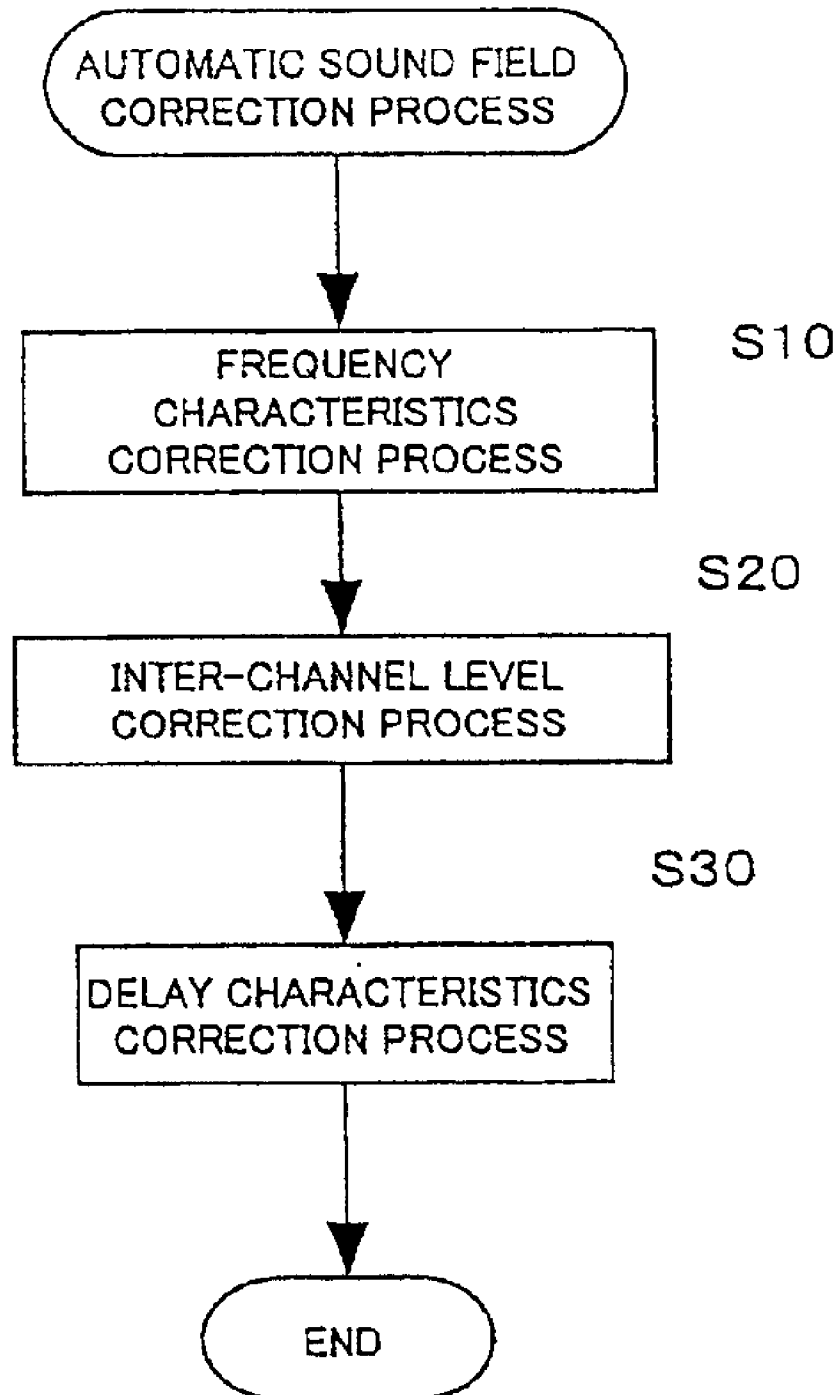 AUTOMATIC SOUND FIELD
CORRECTION PROCESS
S10
FREQUENCY
CHARACTERISTICS
CORRECTION PROCESS
S20
INTER-CHANNEL LEVEL
CORRECTION PROCESS
S30
DELAY CHARACTERISTICS
CORRECTION PROCESS
END